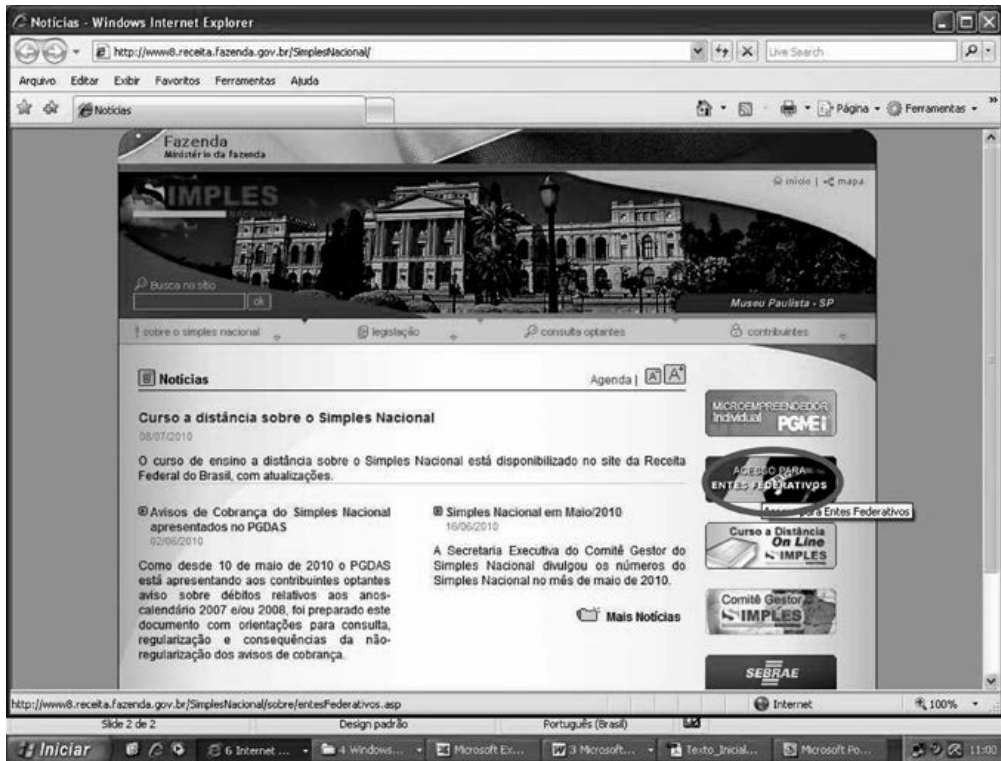 Notícias - Windows Internet Explorer
http://www8.receita.fazenda.gov.br/SimplesNacional/
Live Search
Arquivo Editar Exibir Favoritos Ferramentas Ajuda
Notícias
Página Ferramentas
Fazenda
Ministério da Fazenda
SIMPLES
NACIONAL
início | mapa
Busca no sítio
ok
Museu Paulista - SP
sobre o simples nacional
legislação
consulta optantes
contribuintes
Notícias
Agenda | A A+
Curso a distância sobre o Simples Nacional
08/07/2010
O curso de ensino a distância sobre o Simples Nacional está disponibilizado no site da Receita
Federal do Brasil, com atualizações.
Avisos de Cobrança do Simples Nacional
apresentados no PGDAS
02/06/2010
Como desde 10 de maio de 2010 o PGDAS
está apresentando aos contribuintes optantes
aviso sobre débitos relativos aos anos-
calendário 2007 e/ou 2008, foi preparado este
documento com orientações para consulta,
regularização e consequências da não-
regularização dos avisos de cobrança.
Simples Nacional em Maio/2010
16/06/2010
A Secretaria Executiva do Comitê Gestor do
Simples Nacional divulgou os números do
Simples Nacional no mês de maio de 2010.
Mais Notícias
MICROEMPREENDEDOR
Individual PGMEI
ACESSO PARA
ENTES FEDERATIVOS
Acesso para Entes Federativos
Curso a Distância
On Line
SIMPLES
Comitê Gestor
SIMPLES
SEBRAE
http://www8.receita.fazenda.gov.br/SimplesNacional/sobre/entesFederativos.asp
Internet
100%
Slide 2 de 2
Design padrão
Português (Brasil)
Iniciar
6 Internet ...
4 Windows...
Microsoft Ex...
3 Microsoft...
Texto_Inicial...
Microsoft Po...
11:00